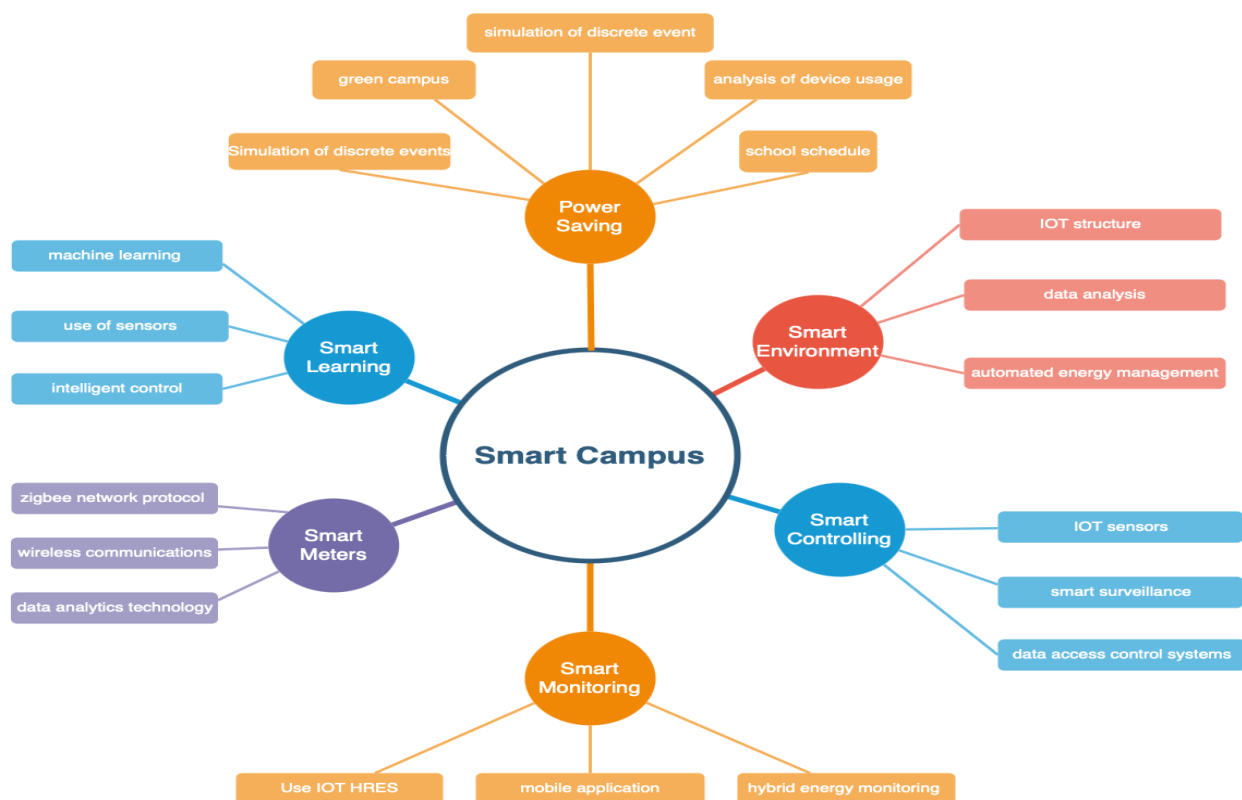 simulation of discrete event
green campus
analysis of device usage
Simulation of discrete events
school schedule
Power
Saving
IOT structure
machine learning
data analysis
use of sensors
Smart
Environment
Smart
Learning
automated energy management
intelligent control
Smart Campus
zigbee network protocol
Smart
Controlling
IOT sensors
Smart
Meters
wireless communications
smart surveillance
data analytics technology
data access control systems
Smart
Monitoring
Use IOT HRES
mobile application
hybrid energy monitoring